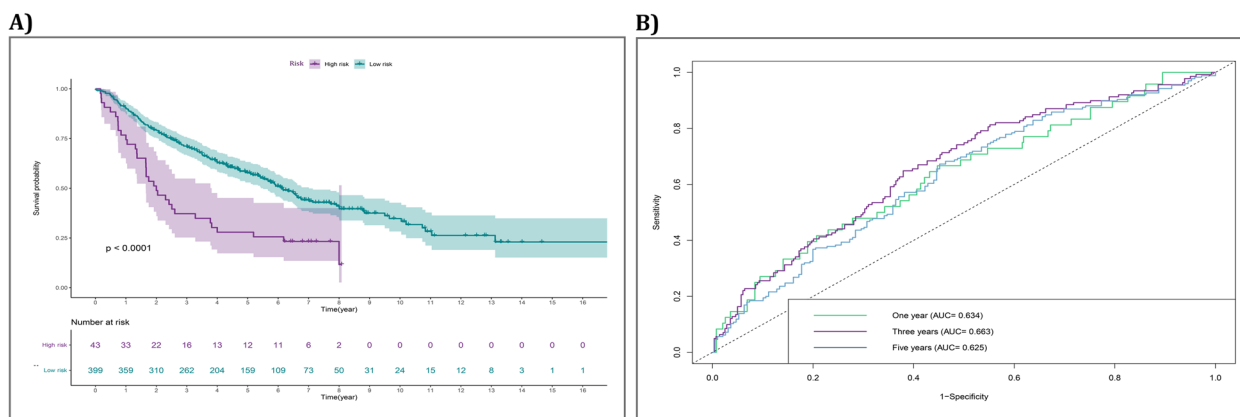 A)
Risk High risk Low risk
1.00
0.75
0.50
0.25
0.00
Survival probability
p < 0.0001
0 1 2 3 4 5 6 7 8 9 10 11 12 13 14 15 16
Time(year)
Number at risk
High risk 43 33 22 16 13 12 11 6 2 0 0 0 0 0 0 0 0
Low risk 399 359 310 262 204 159 109 73 50 31 24 15 12 8 3 1 1
0 1 2 3 4 5 6 7 8 9 10 11 12 13 14 15 16
Time(year)
B)
1.0
0.8
0.6
0.4
0.2
0.0
Sensitivity
One year (AUC= 0.634)
Three years (AUC= 0.663)
Five years (AUC= 0.625)
0.0 0.2 0.4 0.6 0.8 1.0
1-Specificity